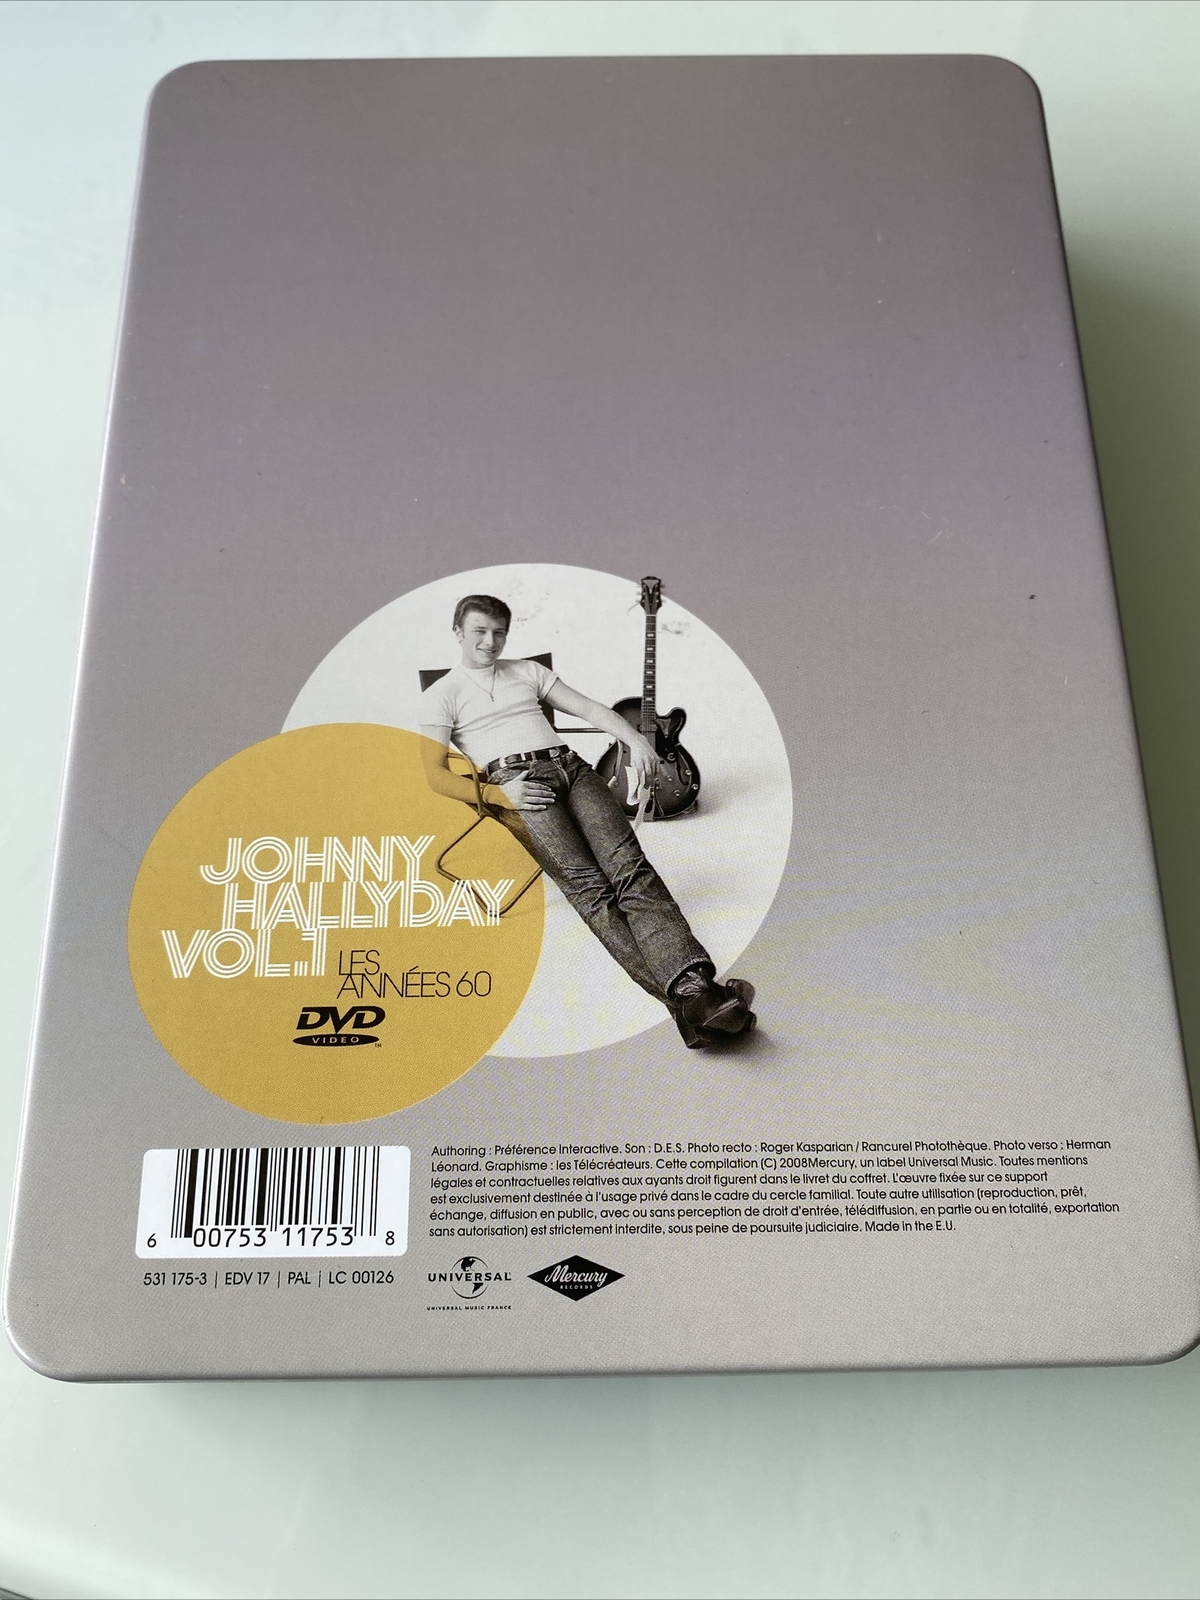 JOHNNY
HALLYDAY
VOL.1 LES
ANNÉES 60
DVD
VIDEO™
Authoring : Préférence Interactive. Son : D.E.S. Photo recto : Roger Kasparian / Rancurel Photothèque. Photo verso : Herman
Léonard. Graphisme : les Télécréateurs. Cette compilation (C) 2008Mercury, un label Universal Music. Toutes mentions
légales et contractuelles relatives aux ayants droit figurent dans le livret du coffret. L'œuvre fixée sur ce support
est exclusivement destinée à l'usage privé dans le cadre du cercle familial. Toute autre utilisation (reproduction, prêt,
échange, diffusion en public, avec ou sans perception de droit d'entrée, télédiffusion, en partie ou en totalité, exportation
sans autorisation) est strictement interdite, sous peine de poursuite judiciaire. Made in the E.U.
6 00753 11753 8
531 175-3 | EDV 17 | PAL | LC 00126
UNIVERSAL
UNIVERSAL MUSIC FRANCE
Mercury
RECORDS